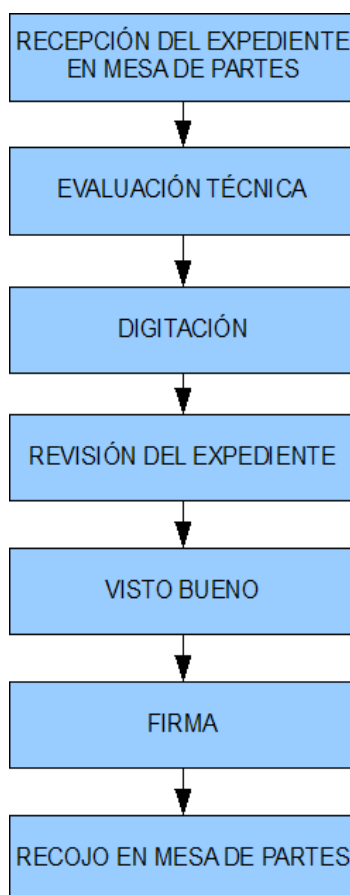 RECEPCIÓN DEL EXPEDIENTE
EN MESA DE PARTES
EVALUACIÓN TÉCNICA
DIGITACIÓN
REVISIÓN DEL EXPEDIENTE
VISTO BUENO
FIRMA
RECOJO EN MESA DE PARTES